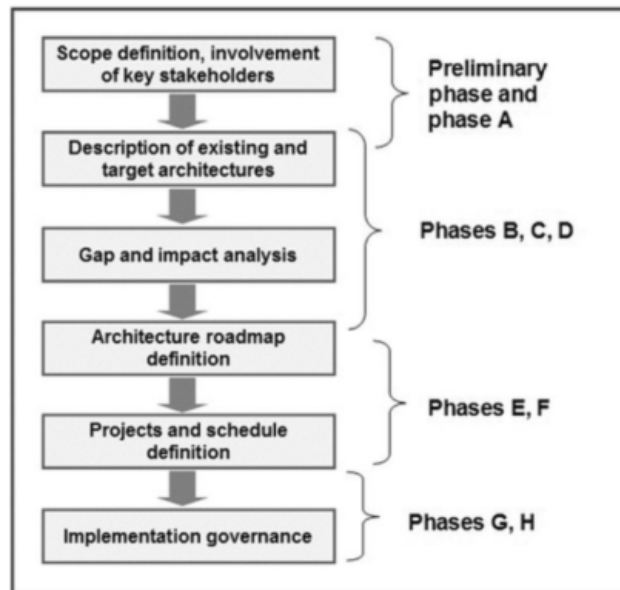 Scope definition, involvement
of key stakeholders
Preliminary
phase and
phase A
Description of existing and
target architectures
Phases B, C, D
Gap and impact analysis
Architecture roadmap
definition
Phases E, F
Projects and schedule
definition
Phases G, H
Implementation governance